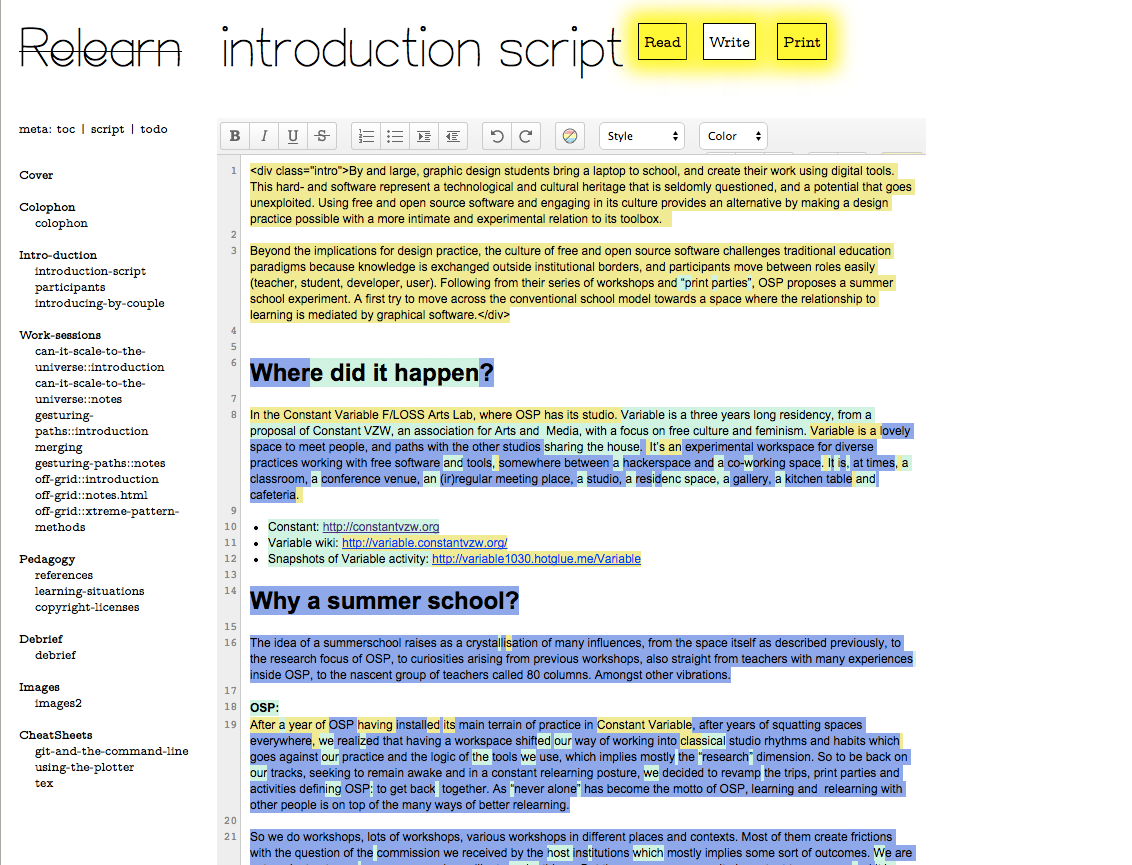 Relearn introduction script Read Write Print
meta: toc | script | todo
Cover
Colophon
colophon
Intro-duction
introduction-script
participants
introducing-by-couple
Work-sessions
can-it-scale-to-the-
universe::introduction
can-it-scale-to-the-
universe::notes
gesturing-
paths::introduction
merging
gesturing-paths::notes
off-grid::introduction
off-grid::notes.html
off-grid::xtreme-pattern-
methods
Pedagogy
references
learning-situations
copyright-licenses
Debrief
debrief
Images
images2
CheatSheets
git-and-the-command-line
using-the-plotter
tex
B I U S Style Color
1 <div class="intro">By and large, graphic design students bring a laptop to school, and create their work using digital tools.
This hard- and software represent a technological and cultural heritage that is seldomly questioned, and a potential that goes
unexploited. Using free and open source software and engaging in its culture provides an alternative by making a design
practice possible with a more intimate and experimental relation to its toolbox.
2
3 Beyond the implications for design practice, the culture of free and open source software challenges traditional education
paradigms because knowledge is exchanged outside institutional borders, and participants move between roles easily
(teacher, student, developer, user). Following from their series of workshops and “print parties”, OSP proposes a summer
school experiment. A first try to move across the conventional school model towards a space where the relationship to
learning is mediated by graphical software.</div>
4
5
6 Where did it happen?
7
8 In the Constant Variable F/LOSS Arts Lab, where OSP has its studio. Variable is a three years long residency, from a
proposal of Constant VZW, an association for Arts and Media, with a focus on free culture and feminism. Variable is a lovely
space to meet people, and paths with the other studios sharing the house. It's an experimental workspace for diverse
practices working with free software and tools, somewhere between a hackerspace and a co-working space. It is, at times, a
classroom, a conference venue, an (ir)regular meeting place, a studio, a residenc space, a gallery, a kitchen table and
cafeteria.
9
10 • Constant: http://constantvzw.org
11 • Variable wiki: http://variable.constantvzw.org/
12 • Snapshots of Variable activity: http://variable1030.hotglue.me/Variable
13
14 Why a summer school?
15
16 The idea of a summerschool raises as a crystallisation of many influences, from the space itself as described previously, to
the research focus of OSP, to curiosities arising from previous workshops, also straight from teachers with many experiences
inside OSP, to the nascent group of teachers called 80 columns. Amongst other vibrations.
17
18 OSP:
19 After a year of OSP having installed its main terrain of practice in Constant Variable, after years of squatting spaces
everywhere, we realized that having a workspace shifted our way of working into classical studio rhythms and habits which
goes against our practice and the logic of the tools we use, which implies mostly the "research" dimension. So to be back on
our tracks, seeking to remain awake and in a constant relearning posture, we decided to revamp the trips, print parties and
activities defining OSP: to get back together. As "never alone" has become the motto of OSP, learning and relearning with
other people is on top of the many ways of better relearning.
20
21 So we do workshops, lots of workshops, various workshops in different places and contexts. Most of them create frictions
with the question of the commission we received by the host institutions which mostly implies some sort of outcomes. We are